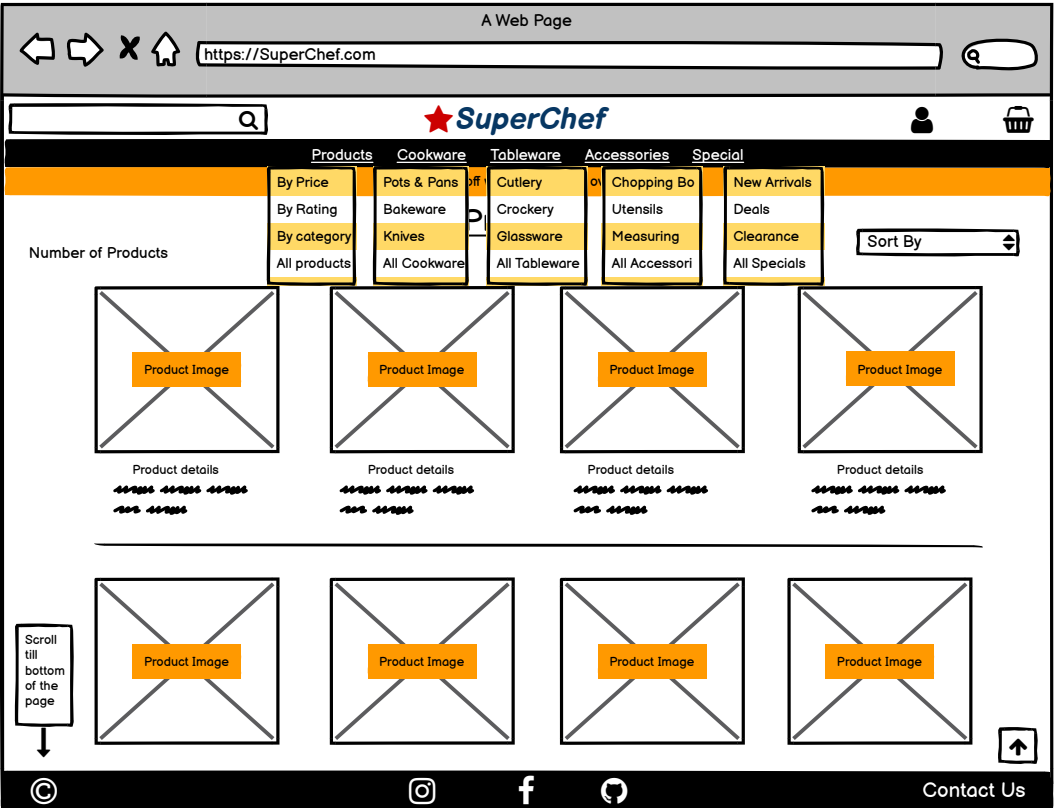 A Web Page
https://SuperChef.com
SuperChef
Products Cookware Tableware Accessories Special
off
By Price
By Rating
By category
All products
Pots & Pans
Bakeware
Knives
All Cookware
Cutlery
Crockery
Glassware
All Tableware
Chopping Bo
Utensils
Measuring
All Accessori
New Arrivals
Deals
Clearance
All Specials
Number of Products
Sort By
Product Image Product Image Product Image Product Image
Product details Product details Product details Product details
Product Image Product Image Product Image Product Image
Scroll
till
bottom
of the
page
© Contact Us